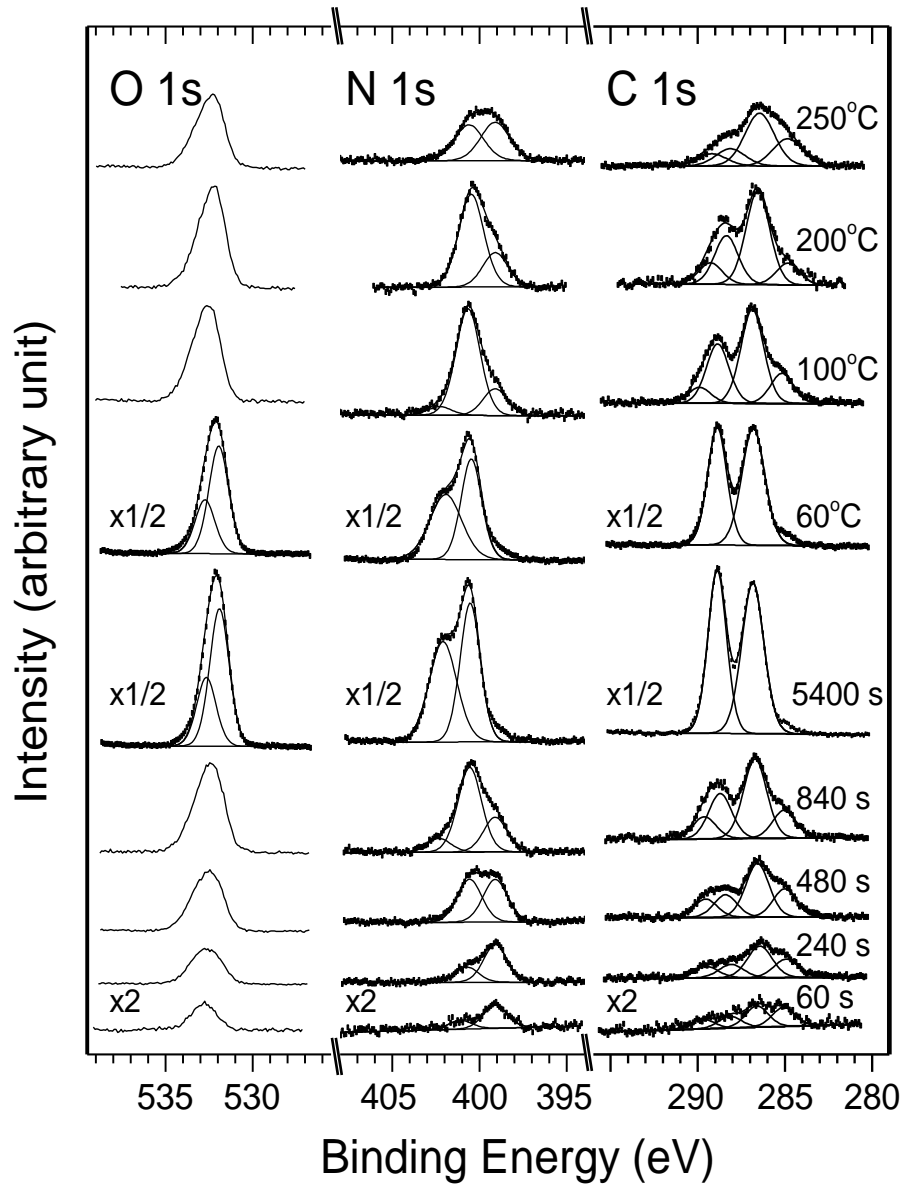 O 1s N 1s C 1s
250°C
200°C
100°C
x1/2 x1/2 x1/2 60°C
x1/2 x1/2 x1/2 5400 s
840 s
480 s
240 s
x2 x2 x2 60 s
535 530 405 400 395 290 285 280
Binding Energy (eV)
Intensity (arbitrary unit)